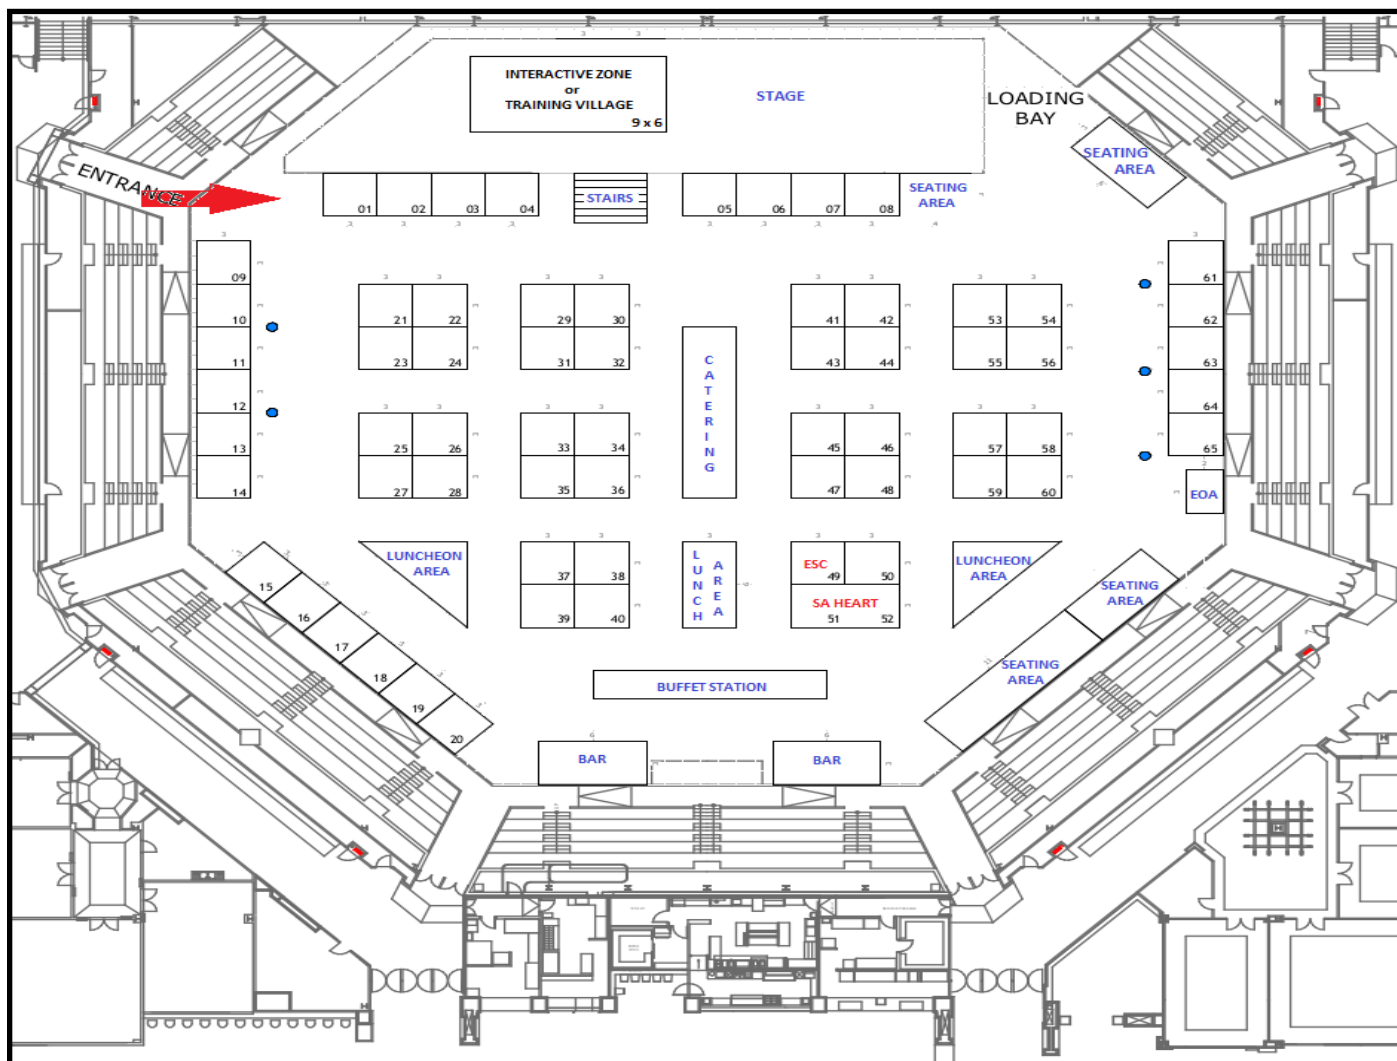 INTERACTIVE ZONE
or
TRAINING VILLAGE
9 x 6
STAGE
LOADING
BAY
SEATING
AREA
ENTRANCE
01 02 03 04
STAIRS
05 06 07 08
SEATING
AREA
09
10
11
12
13
14
21 22
23 24
25 26
27 28
29 30
31 32
33 34
35 36
CATERING
41 42
43 44
45 46
47 48
53 54
55 56
57 58
59 60
61
62
63
64
65
EOA
LUNCHEON
AREA
37 38
39 40
LUNCH
AREA
ESC
49 50
SA HEART
51 52
LUNCHEON
AREA
SEATING
AREA
SEATING
AREA
15
16
17
18
19
20
BUFFET STATION
BAR
BAR